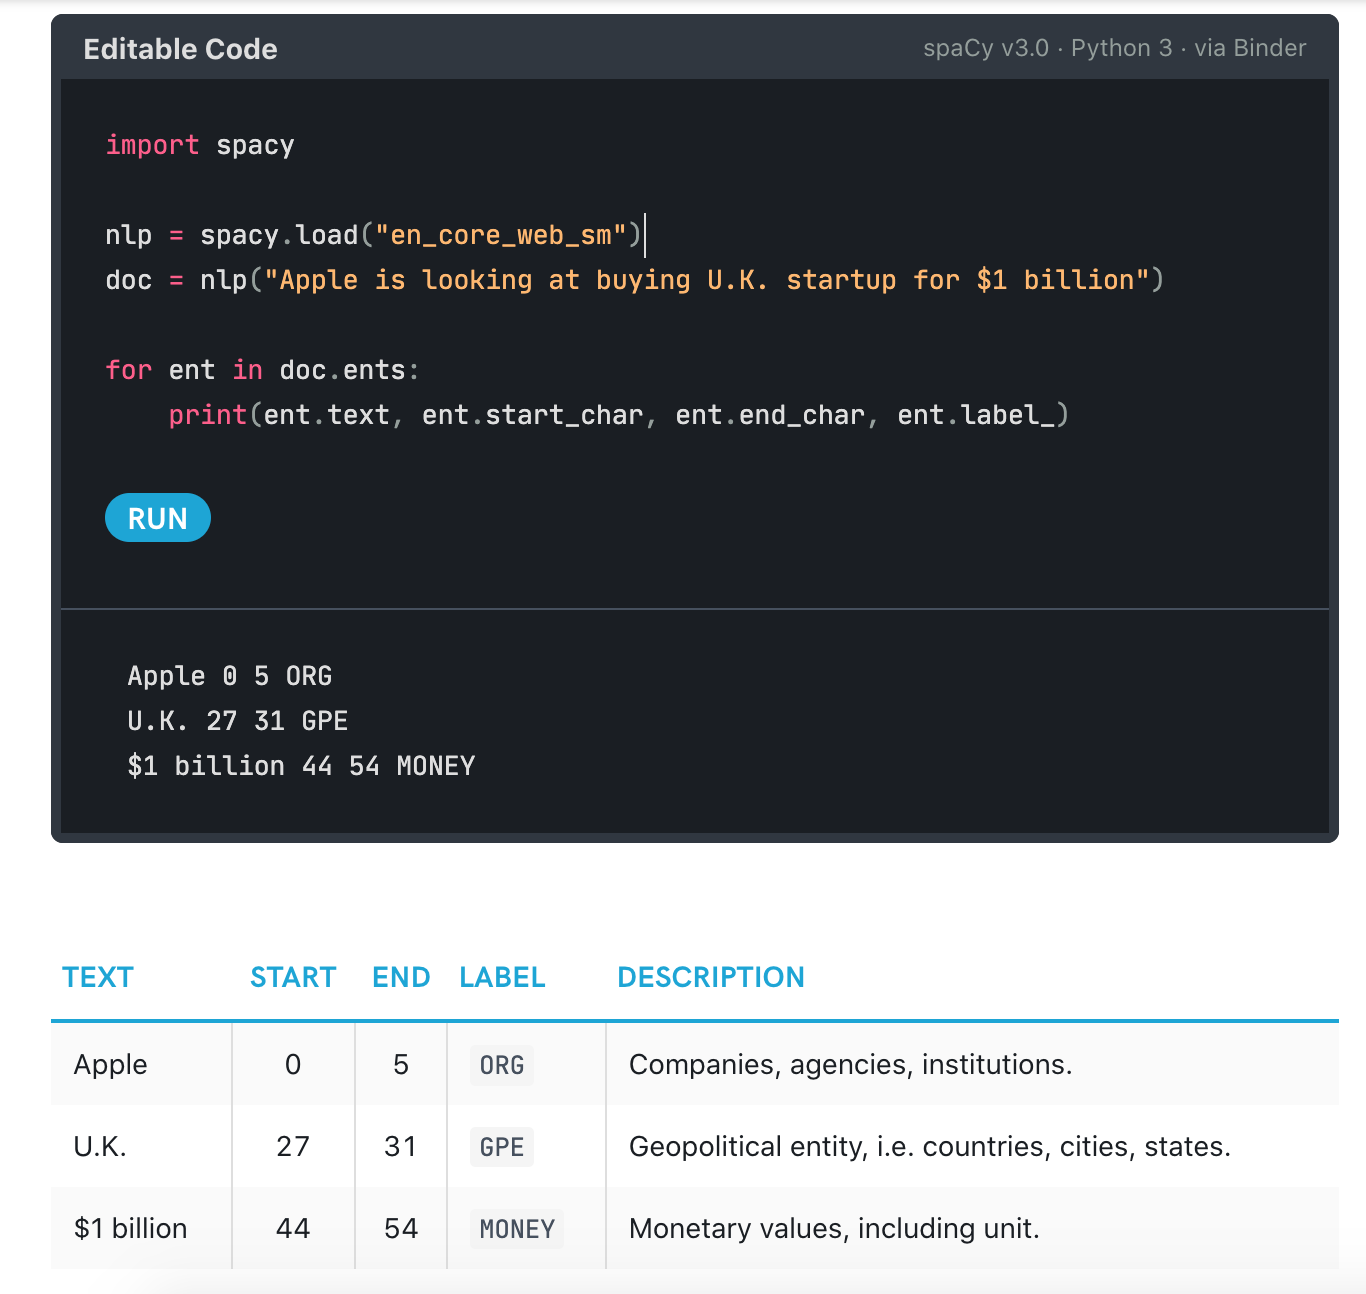 Editable Code
spaCy v3.0 · Python 3 · via Binder
import spacy
nlp = spacy.load("en_core_web_sm")
doc = nlp("Apple is looking at buying U.K. startup for $1 billion")
for ent in doc.ents:
    print(ent.text, ent.start_char, ent.end_char, ent.label_)
RUN
Apple 0 5 ORG
U.K. 27 31 GPE
$1 billion 44 54 MONEY
TEXT START END LABEL DESCRIPTION
Apple 0 5 ORG Companies, agencies, institutions.
U.K. 27 31 GPE Geopolitical entity, i.e. countries, cities, states.
$1 billion 44 54 MONEY Monetary values, including unit.